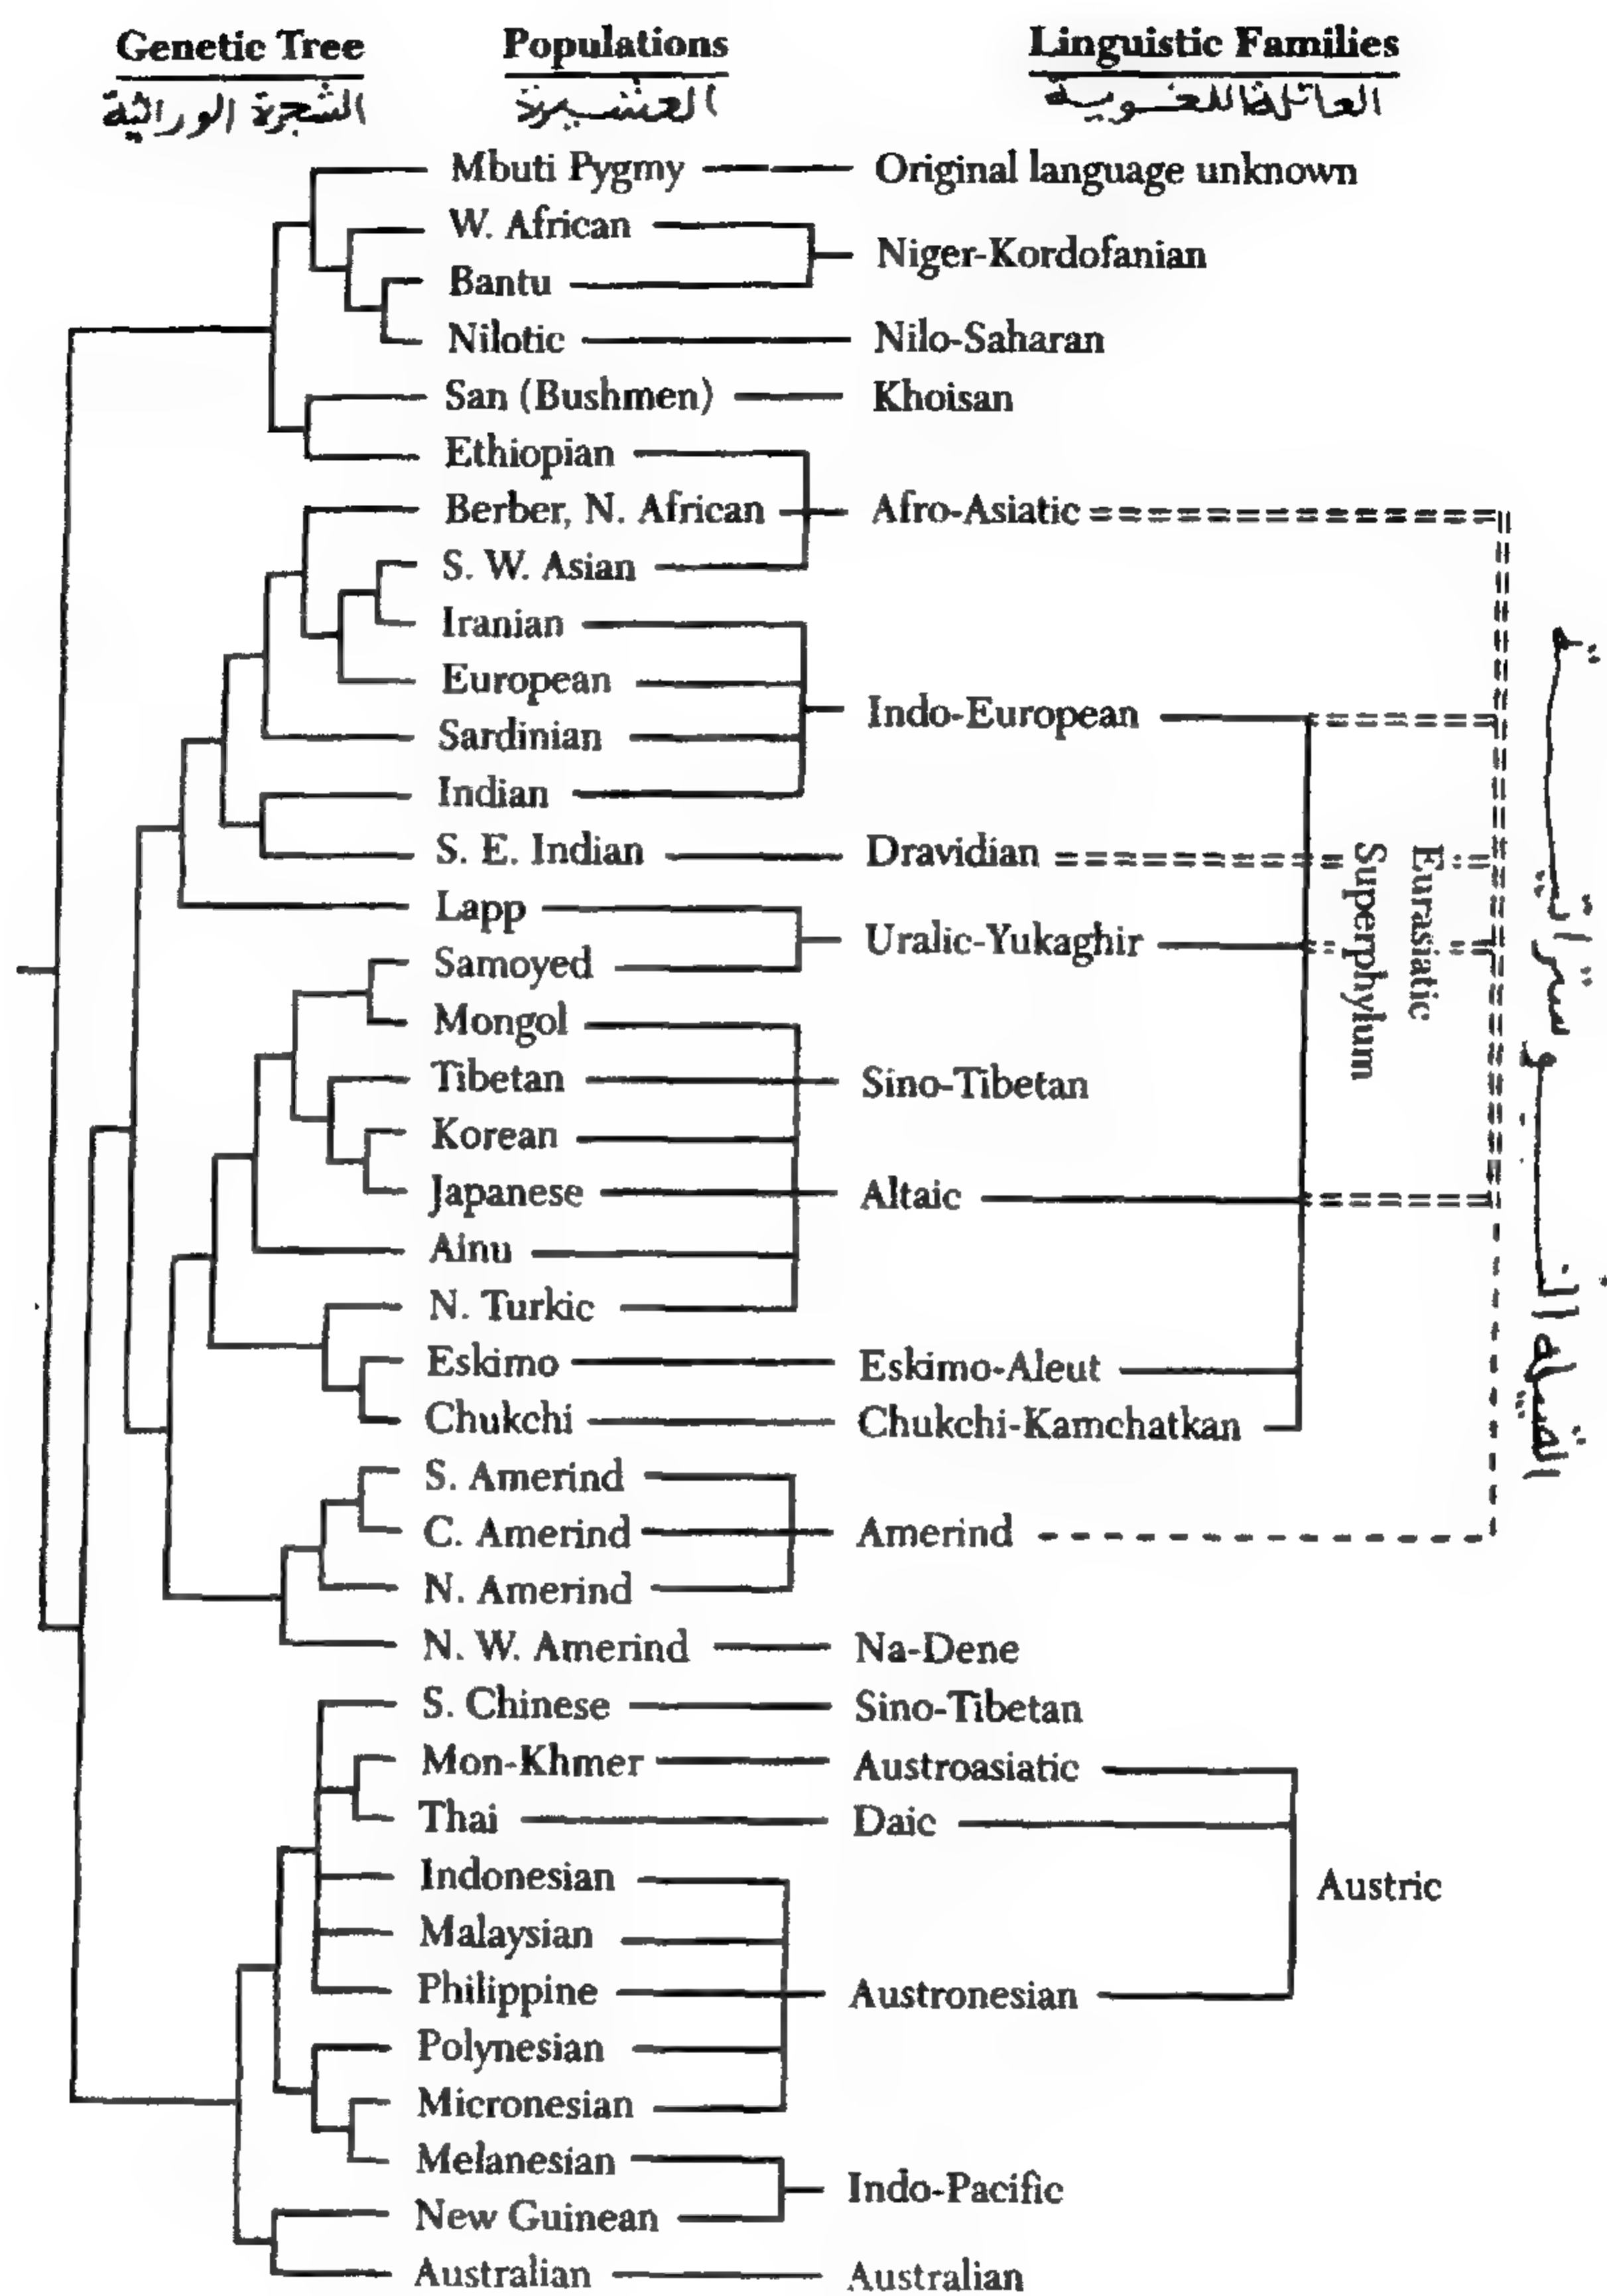 Genetic Tree Populations Linguistic Families
الشجرة الوراثية العشيرة العائلة اللغوية
Mbuti Pygmy Original language unknown
W. African
Niger-Kordofanian
Bantu
Nilotic Nilo-Saharan
San (Bushmen) Khoisan
Ethiopian
Berber, N. African Afro-Asiatic
S. W. Asian
Iranian
European
Indo-European
Sardinian
Indian
S. E. Indian Dravidian
Lapp
Uralic-Yukaghir
Samoyed
Mongol
Tibetan Sino-Tibetan
Korean
Japanese Altaic
Ainu
N. Turkic
Eskimo Eskimo-Aleut
Chukchi Chukchi-Kamchatkan
Eurasiatic
Superphylum
S. Amerind
C. Amerind Amerind
N. Amerind
N. W. Amerind Na-Dene
S. Chinese Sino-Tibetan
Mon-Khmer Austroasiatic
Thai Daic
Indonesian
Austric
Malaysian
Philippine Austronesian
Polynesian
Micronesian
Melanesian
Indo-Pacific
New Guinean
Australian Australian